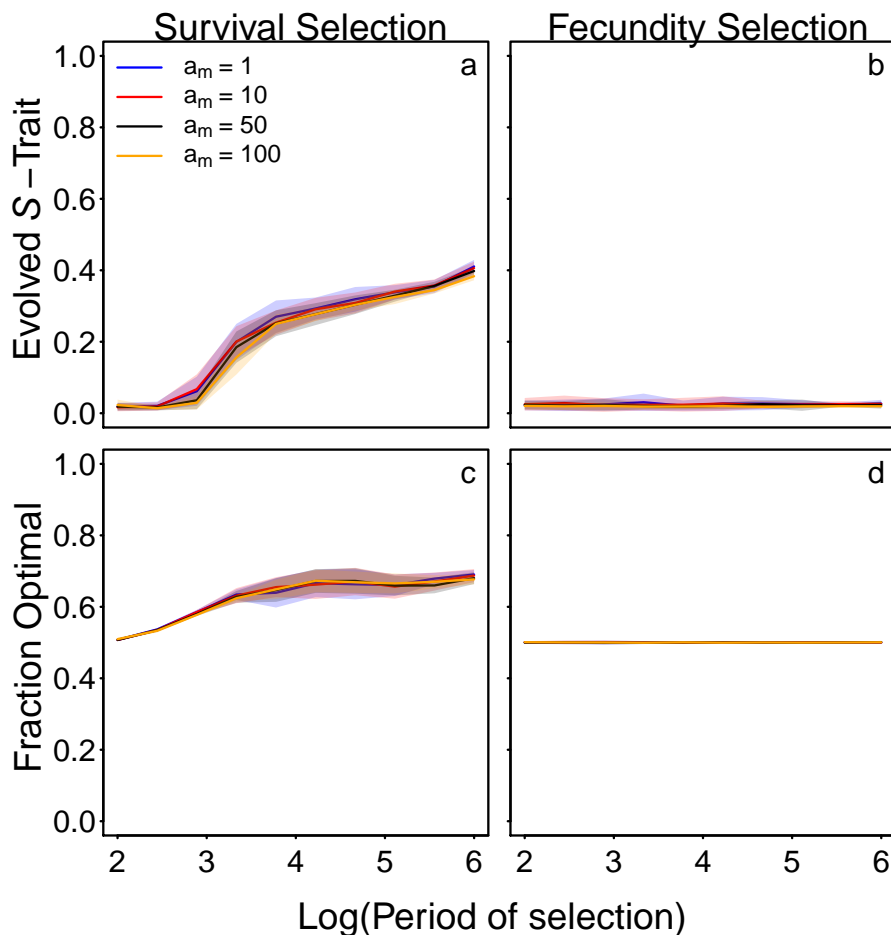 Survival Selection
Fecundity Selection
Evolved S − Trait
1.0
0.8
0.6
0.4
0.2
0.0
a_m = 1
a_m = 10
a_m = 50
a_m = 100
a
b
Fraction Optimal
1.0
0.8
0.6
0.4
0.2
0.0
c
d
2 3 4 5 6
2 3 4 5 6
Log(Period of selection)